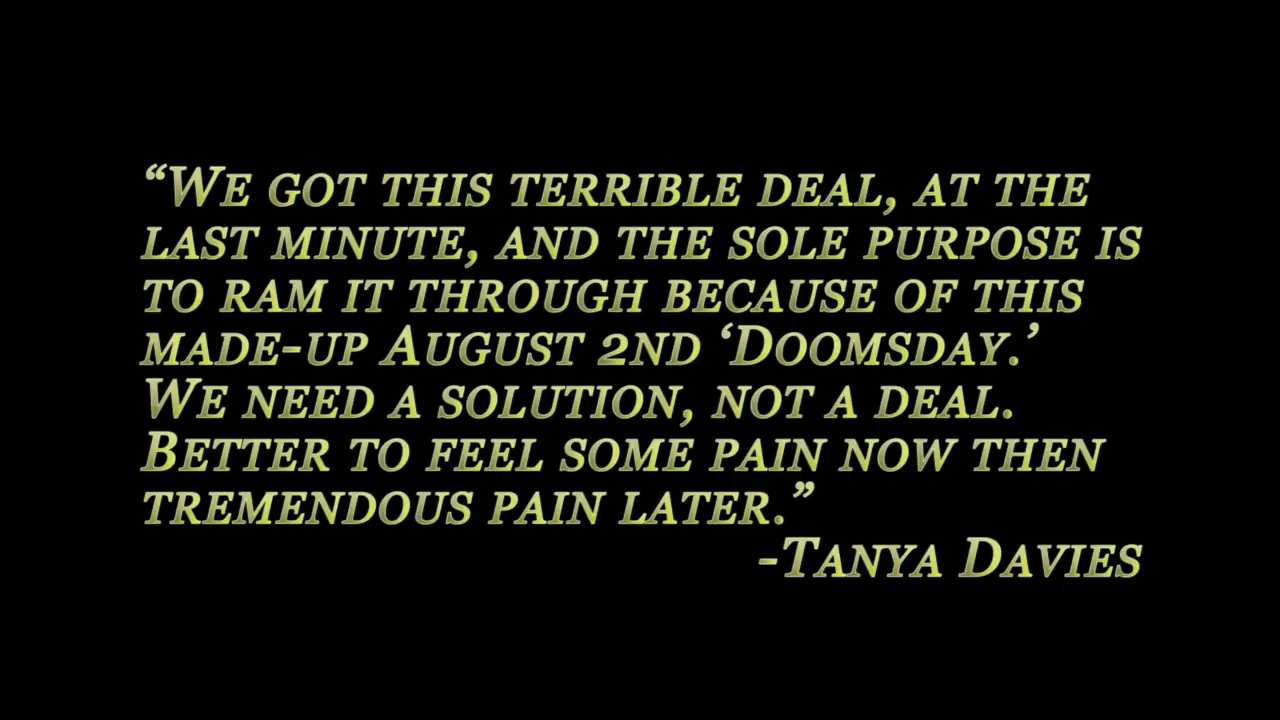 “We got this terrible deal, at the
last minute, and the sole purpose is
to ram it through because of this
made-up August 2nd ‘Doomsday.’
We need a solution, not a deal.
Better to feel some pain now then
tremendous pain later.”
-Tanya Davies